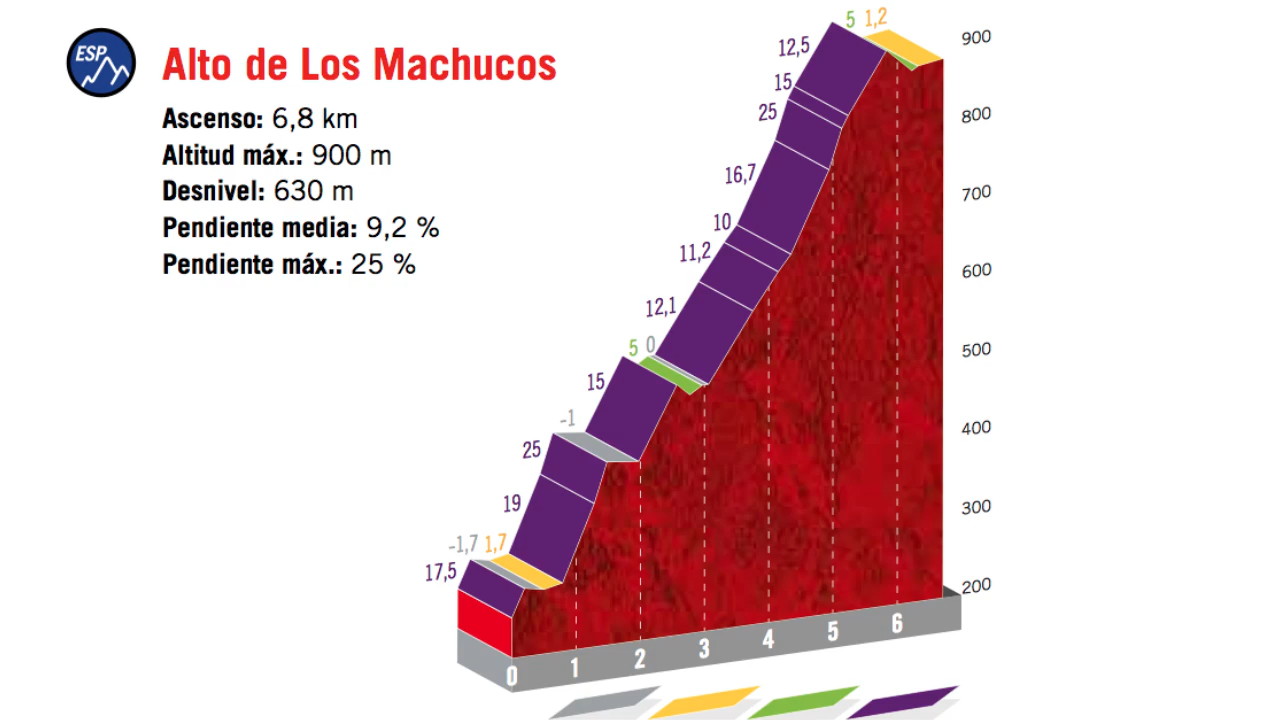 ESP
Alto de Los Machucos
Ascenso: 6,8 km
Altitud máx.: 900 m
Desnivel: 630 m
Pendiente media: 9,2 %
Pendiente máx.: 25 %
5 1,2
12,5
15
25
16,7
10
11,2
12,1
5 0
15
-1
25
19
-1,7 1,7
17,5
900
800
700
600
500
400
300
200
0 1 2 3 4 5 6